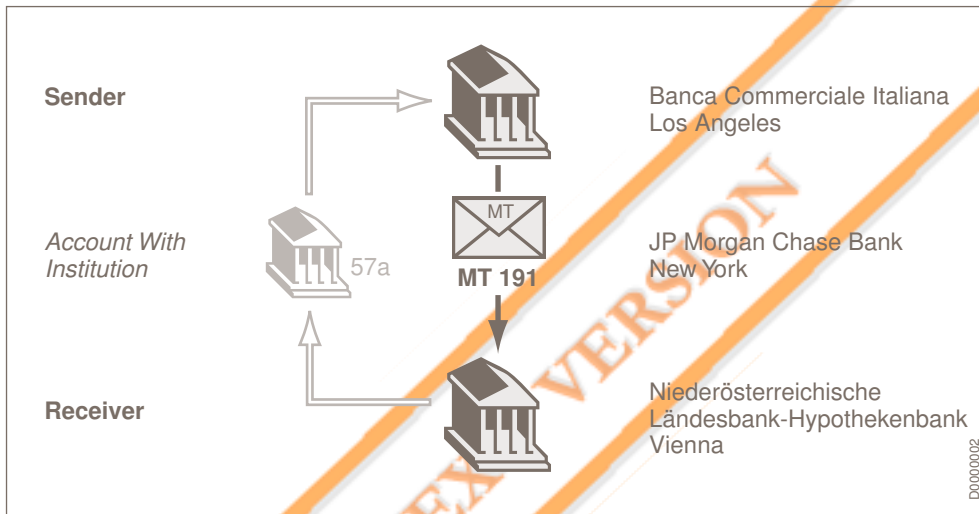 Sender
Banca Commerciale Italiana
Los Angeles
MT
Account With
Institution
57a
MT 191
JP Morgan Chase Bank
New York
Receiver
Niederösterreichische
Ländesbank-Hypothekenbank
Vienna
D0000002
VERSION